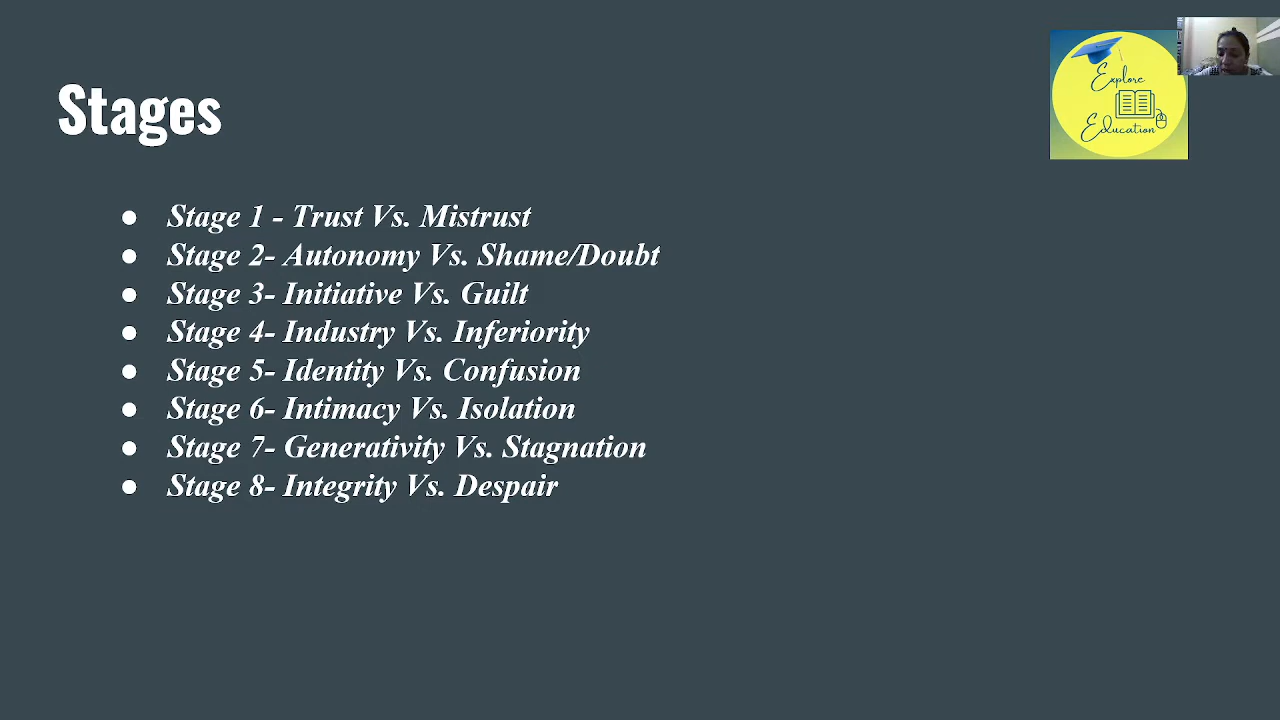 Stages
Explore
Education
● Stage 1 - Trust Vs. Mistrust
● Stage 2- Autonomy Vs. Shame/Doubt
● Stage 3- Initiative Vs. Guilt
● Stage 4- Industry Vs. Inferiority
● Stage 5- Identity Vs. Confusion
● Stage 6- Intimacy Vs. Isolation
● Stage 7- Generativity Vs. Stagnation
● Stage 8- Integrity Vs. Despair